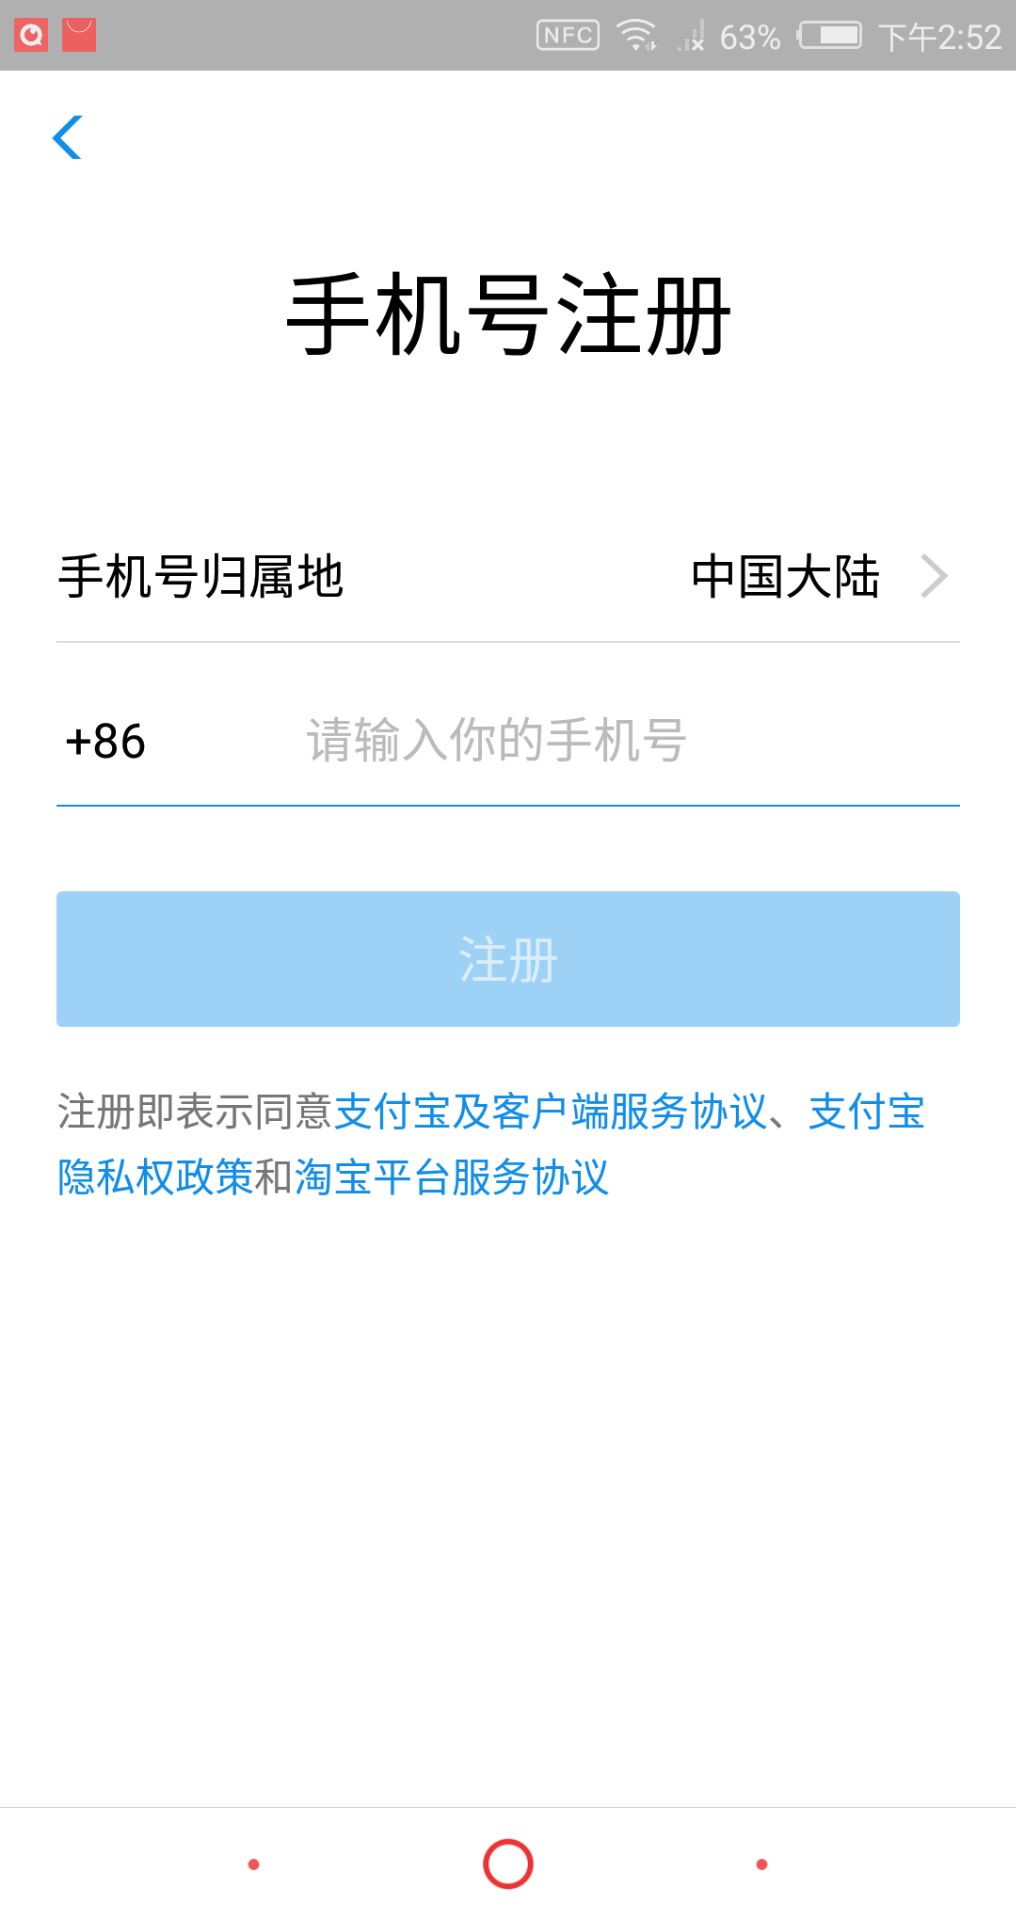 NFC 63% 下午2:52
手机号注册
手机号归属地 中国大陆
+86 请输入你的手机号
注册
注册即表示同意支付宝及客户端服务协议、支付宝
隐私权政策和淘宝平台服务协议